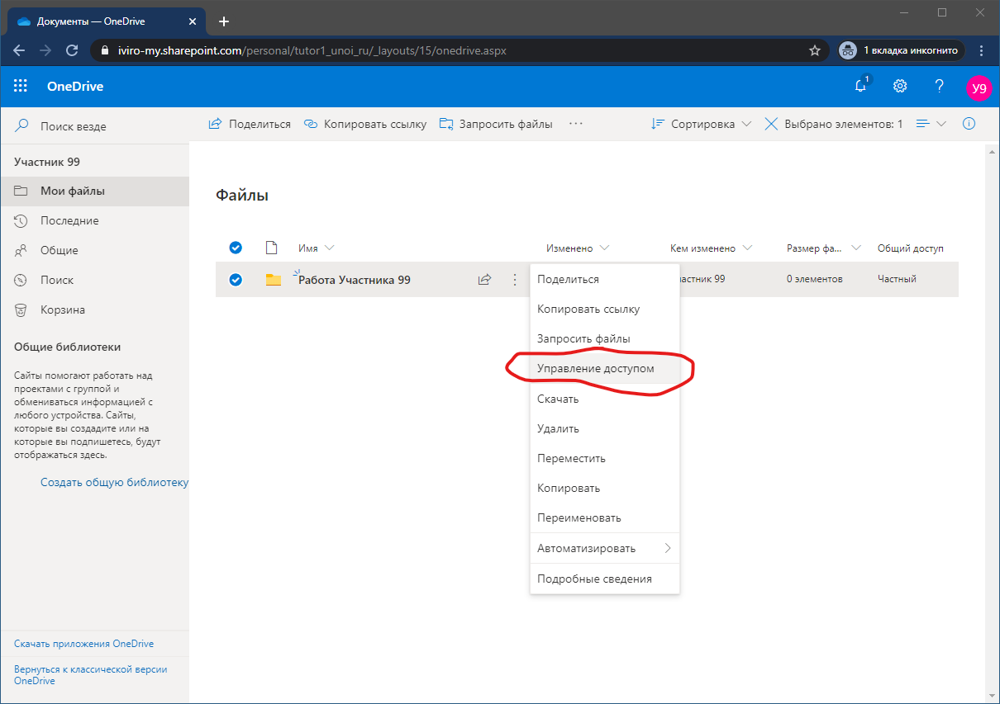 Документы — OneDrive
iviro-my.sharepoint.com/personal/tutor1_unoi_ru/_layouts/15/onedrive.aspx
1 вкладка инкогнито
OneDrive
1
У9
Поиск везде
Поделиться
Копировать ссылку
Запросить файлы
Сортировка
Выбрано элементов: 1
Участник 99
Мои файлы
Последние
Общие
Поиск
Корзина
Общие библиотеки
Сайты помогают работать над
проектами с группой и
обмениваться информацией с
любого устройства. Сайты,
которые вы создадите или на
которые вы подпишетесь, будут
отображаться здесь.
Создать общую библиотеку
Скачать приложения OneDrive
Вернуться к классической версии
OneDrive
Файлы
Имя
Изменено
Кем изменено
Размер фа...
Общий доступ
Работа Участника 99
астник 99
0 элементов
Частный
Поделиться
Копировать ссылку
Запросить файлы
Управление доступом
Скачать
Удалить
Переместить
Копировать
Переименовать
Автоматизировать
Подробные сведения